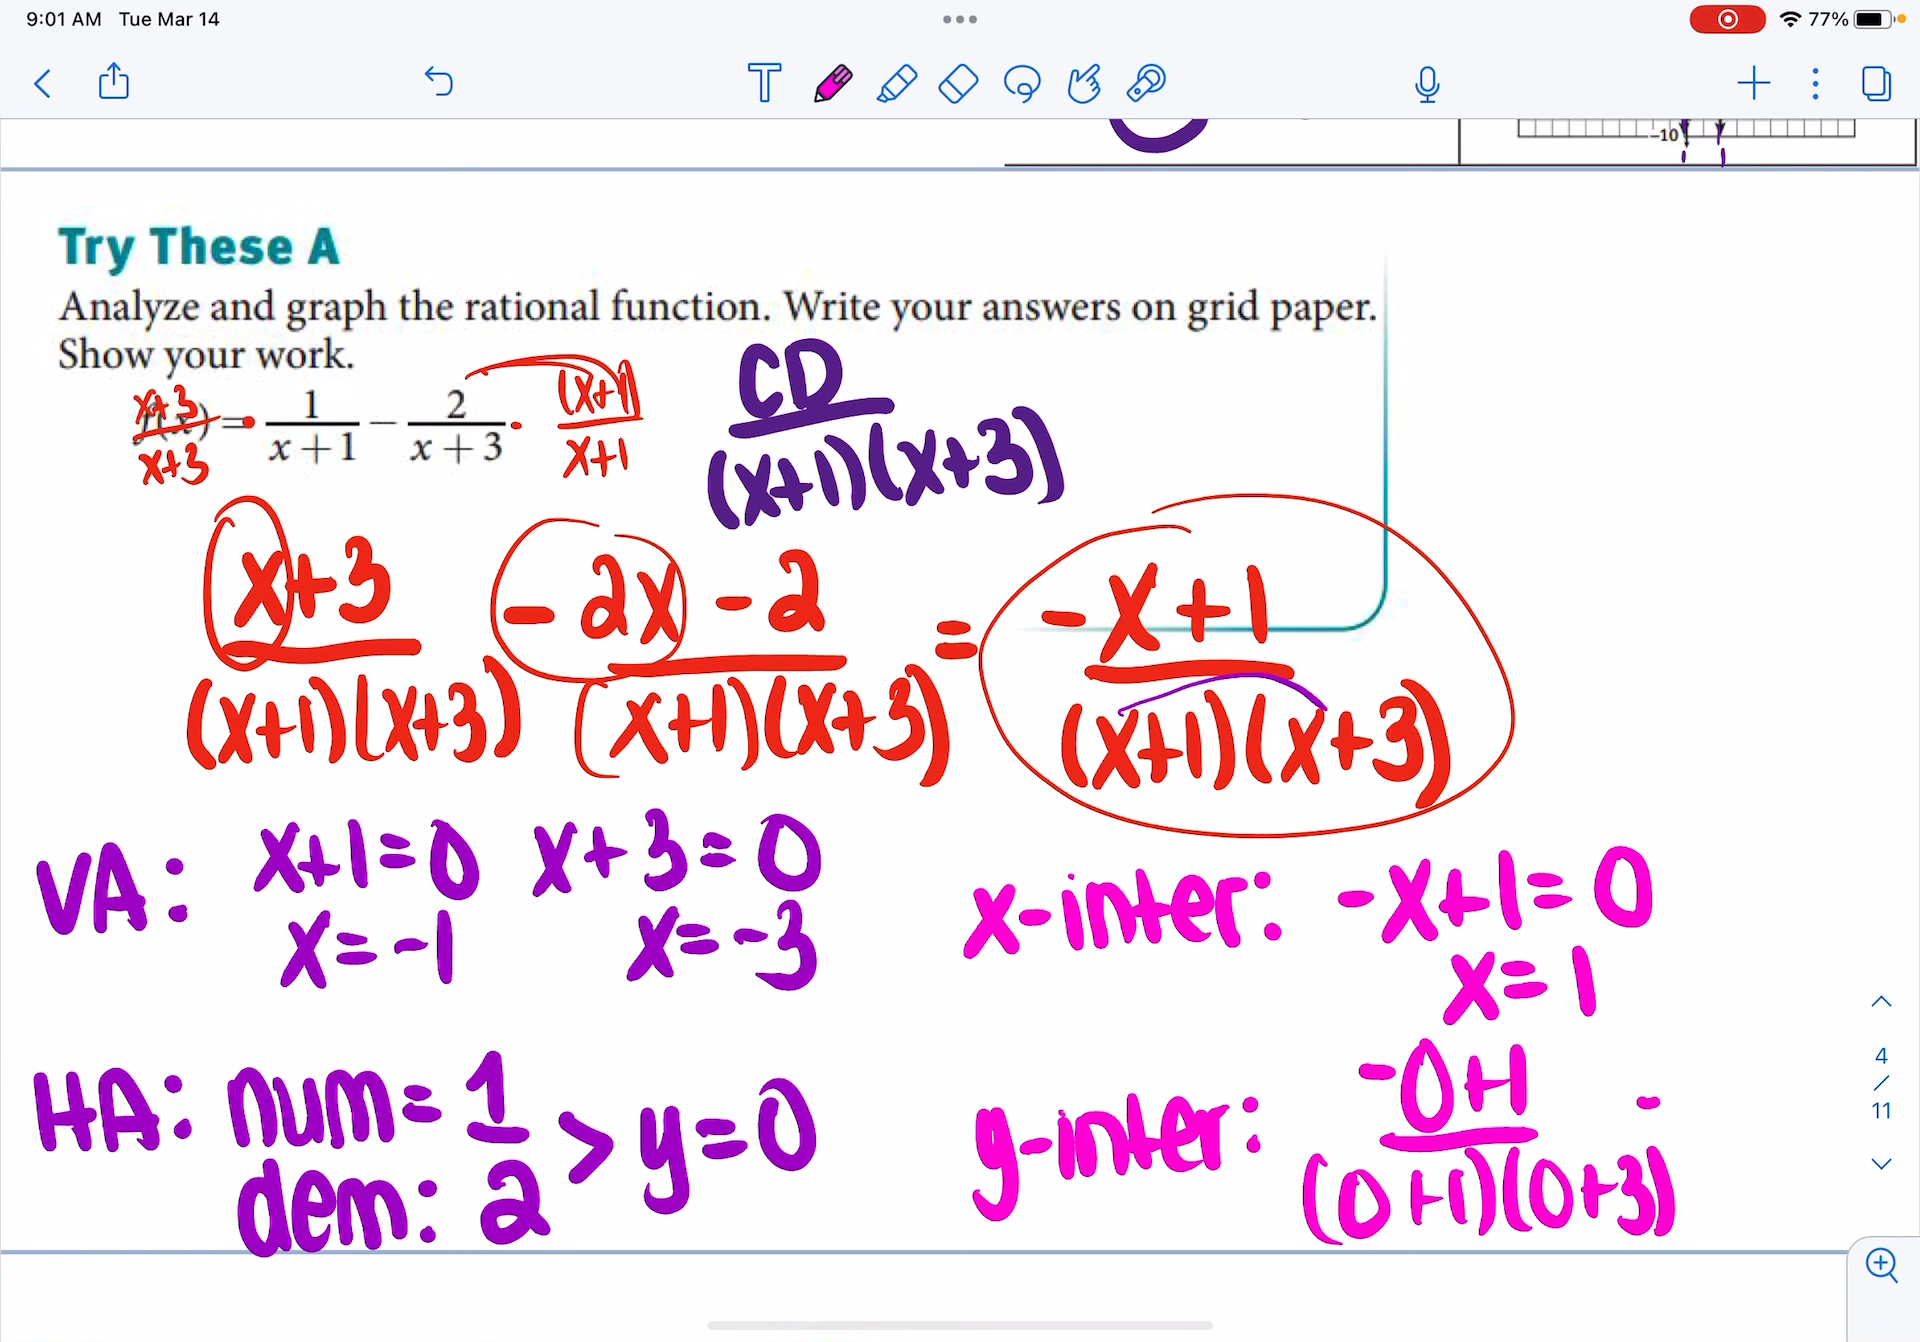 9:01 AM Tue Mar 14
77%
-10
Try These A
Analyze and graph the rational function. Write your answers on grid paper.
Show your work.
x+3/x+3 f(x) = · 1/x+1 − 2/x+3 · (x+1)/x+1
CD
(x+1)(x+3)
x+3/(x+1)(x+3) -2x-2/(x+1)(x+3) = -x+1/(x+1)(x+3)
VA: x+1=0 x+3=0
x=-1 x=-3
x-inter: -x+1=0
x=1
HA: num=1
dem: 2 > y=0
y-inter: -0+1/(0+1)(0+3) -
4
/
11